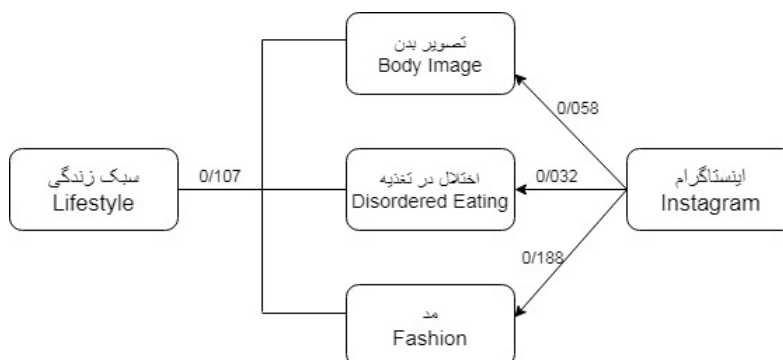 تصویر بدن
Body Image
0/058
سبک زندگی
Lifestyle
0/107
اختلال در تغذیه
Disordered Eating
0/032
اینستاگرام
Instagram
0/188
مد
Fashion